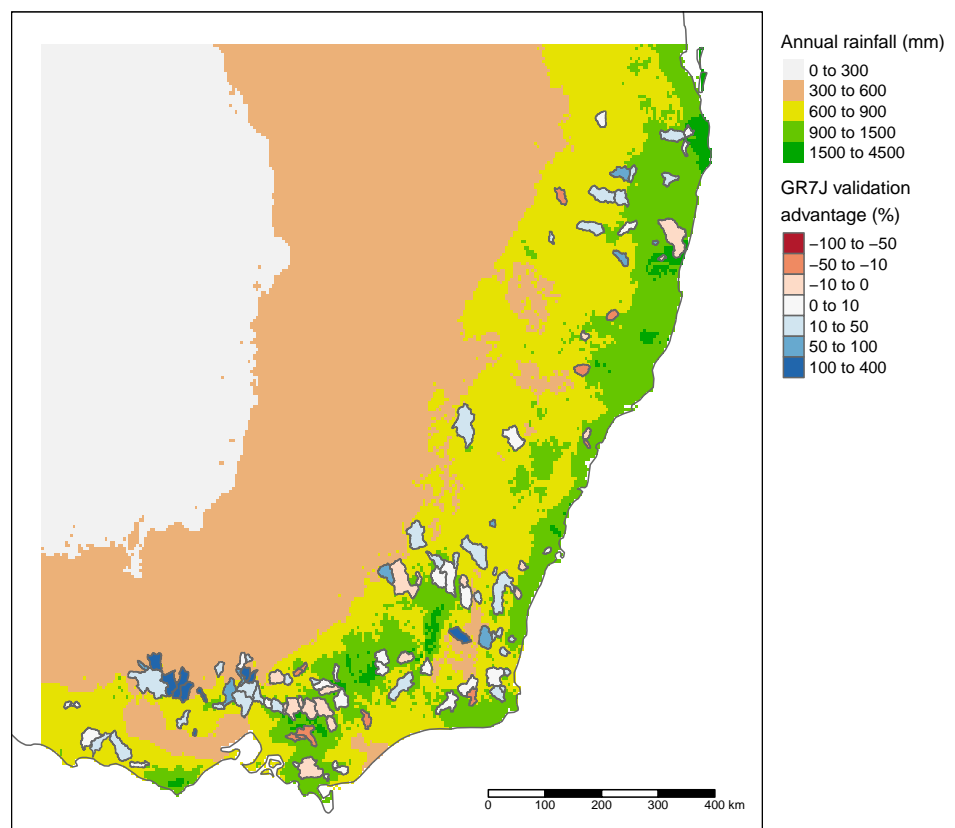 Annual rainfall (mm)
0 to 300
300 to 600
600 to 900
900 to 1500
1500 to 4500
GR7J validation
advantage (%)
−100 to −50
−50 to −10
−10 to 0
0 to 10
10 to 50
50 to 100
100 to 400
0 100 200 300 400 km